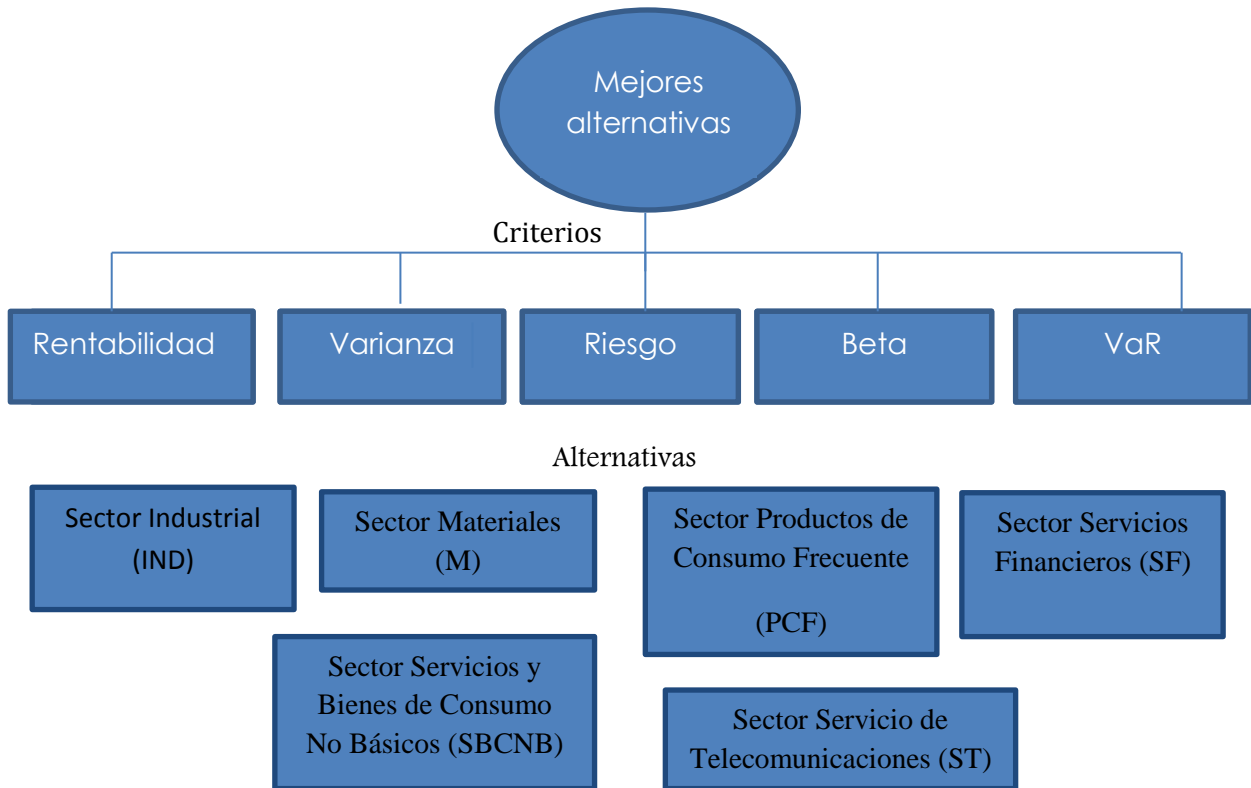 Mejores
alternativas
Criterios
Rentabilidad
Varianza
Riesgo
Beta
VaR
Alternativas
Sector Industrial
(IND)
Sector Materiales
(M)
Sector Productos de
Consumo Frecuente
(PCF)
Sector Servicios
Financieros (SF)
Sector Servicios y
Bienes de Consumo
No Básicos (SBCNB)
Sector Servicio de
Telecomunicaciones (ST)